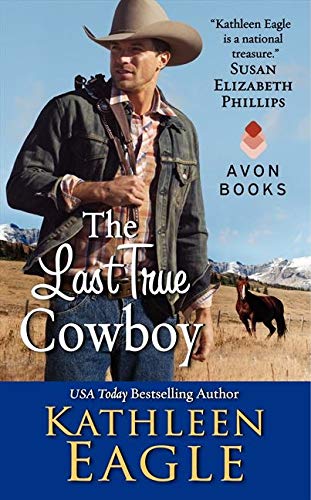 "Kathleen Eagle
is a national
treasure."
SUSAN
ELIZABETH
PHILLIPS
AVON
BOOKS
The
Last True
Cowboy
USA Today Bestselling Author
KATHLEEN
EAGLE